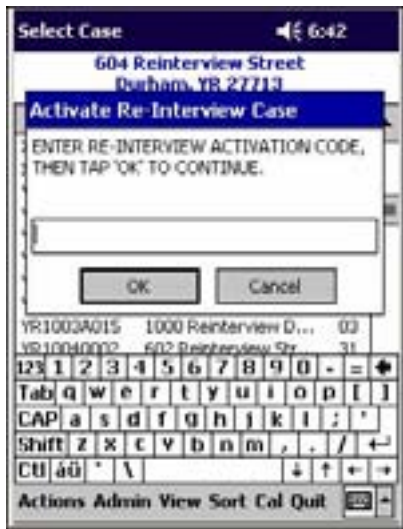 Select Case 6:42
604 Reinterview Street
Durham, YR 27713
Activate Re-Interview Case
ENTER RE-INTERVIEW ACTIVATION CODE,
THEN TAP 'OK' TO CONTINUE.
OK Cancel
YR1003A015 1000 Reinterview D... 03
YR10040002 602 Reinterview Str... 31
123 1 2 3 4 5 6 7 8 9 0 - =
Tab q w e r t y u i o p [ ]
CAP a s d f g h j k l ; '
Shift z x c v b n m , . /
Ctl áü ` \
Actions Admin View Sort Cal Quit